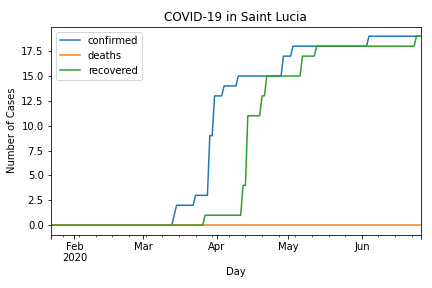 COVID-19 in Saint Lucia
confirmed
deaths
recovered
Number of Cases
17.5
15.0
12.5
10.0
7.5
5.0
2.5
0.0
Feb
2020
Mar
Apr
May
Jun
Day